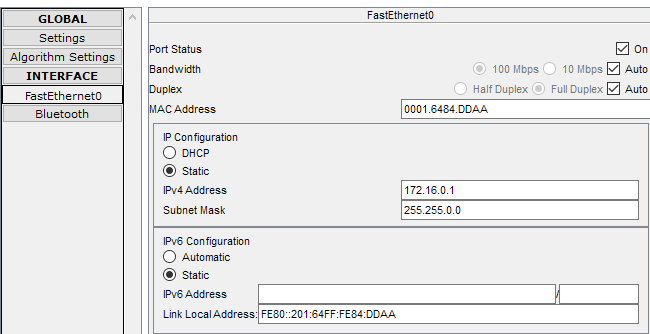 FastEthernet0
GLOBAL
Settings
Algorithm Settings
INTERFACE
FastEthernet0
Bluetooth
Port Status On
Bandwidth 100 Mbps 10 Mbps Auto
Duplex Half Duplex Full Duplex Auto
MAC Address 0001.6484.DDAA
IP Configuration
DHCP
Static
IPv4 Address 172.16.0.1
Subnet Mask 255.255.0.0
IPv6 Configuration
Automatic
Static
IPv6 Address /
Link Local Address: FE80::201:64FF:FE84:DDAA